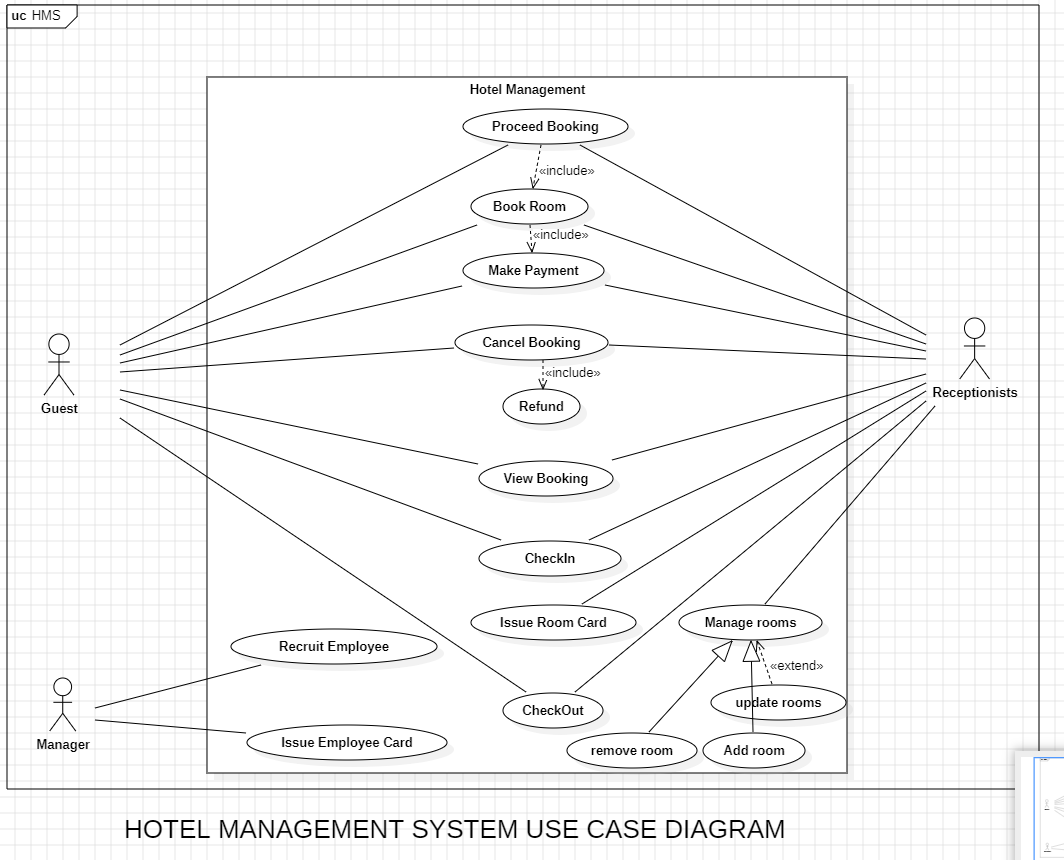 uc HMS
Hotel Management
Proceed Booking
«include»
Book Room
«include»
Make Payment
Cancel Booking
«include»
Refund
Guest
Receptionists
View Booking
CheckIn
Issue Room Card
Manage rooms
Recruit Employee
«extend»
update rooms
CheckOut
Manager
Issue Employee Card
remove room
Add room
HOTEL MANAGEMENT SYSTEM USE CASE DIAGRAM